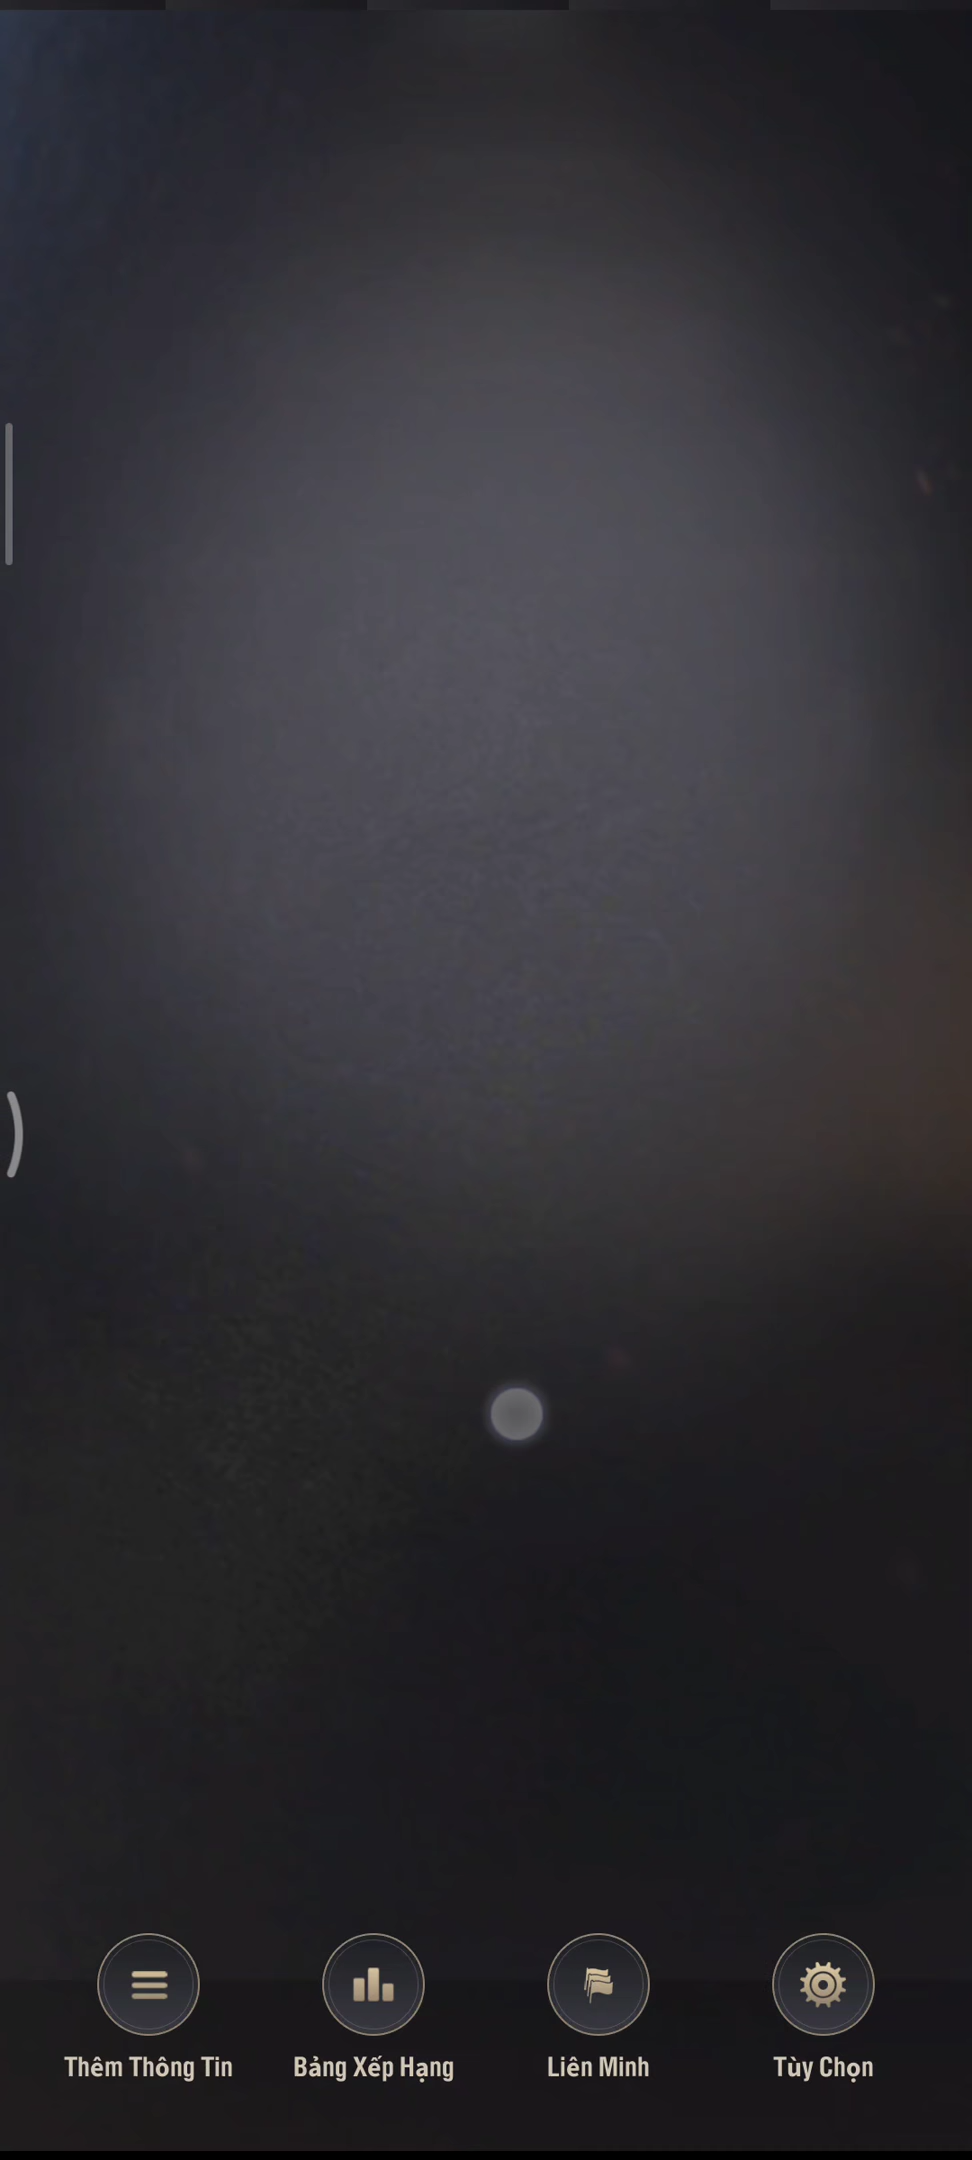 Thêm Thông Tin
Bảng Xếp Hạng
Liên Minh
Tùy Chọn